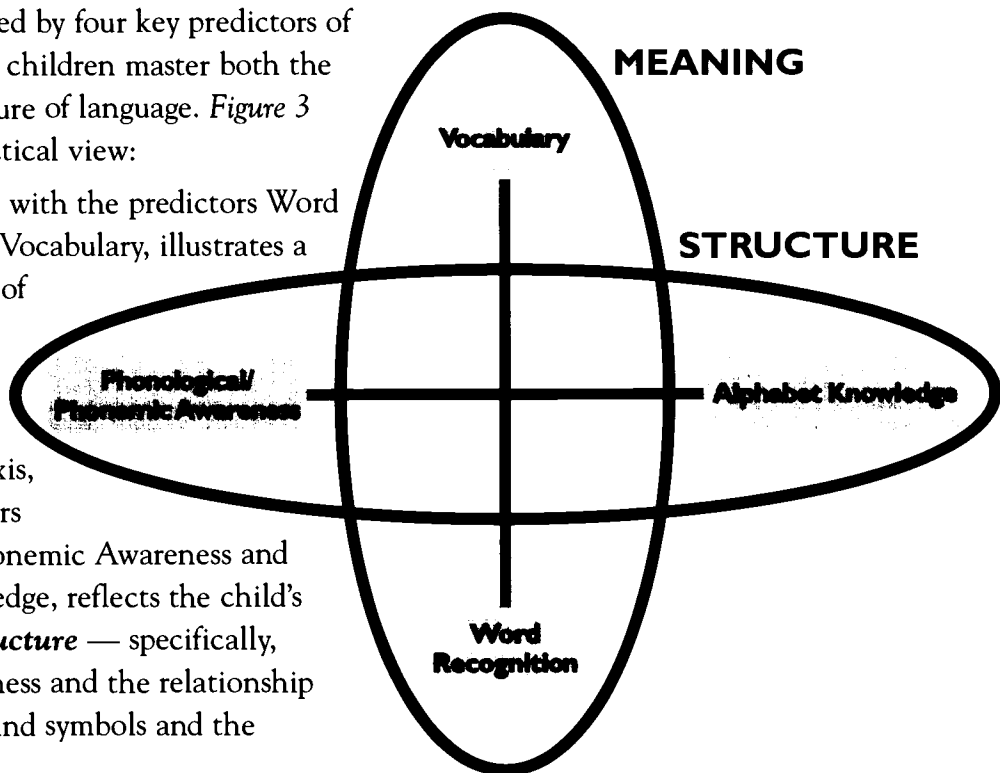 ed by four key predictors of
children master both the
ure of language. Figure 3
tical view:
with the predictors Word
Vocabulary, illustrates a
of
xis,
rs
onemic Awareness and
edge, reflects the child's
ucture — specifically,
ness and the relationship
nd symbols and the
MEANING
Vocabulary
STRUCTURE
Phonological/
Phonemic Awareness
Alphabet Knowledge
Word
Recognition